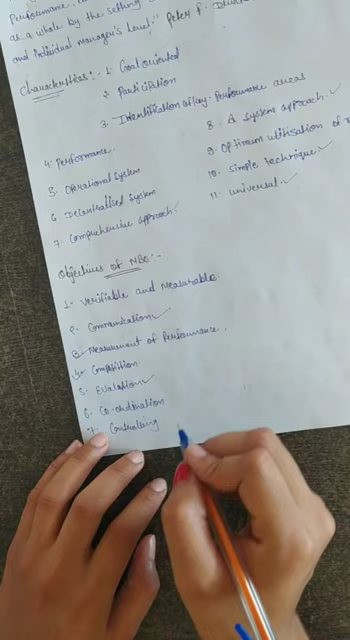 Performance
as a whole by the setting
and individual manager's level." Peter F.
Characteristics:- 1. Goal oriented
2. Participation
3. Identification of key performance areas
4. Performance.
5. Operational System
6. Decentralised System
7. Comprehensive approach.
8. A System approach.
9. Optimum utilisation of
10. Simple technique
11. Universal.
Objectives of MBO:-
1. Verifiable and Measurable
2. Communication
3. Measurement of Performance.
4. Competition
5. Evaluation
6. Co-ordination
7. Controlling